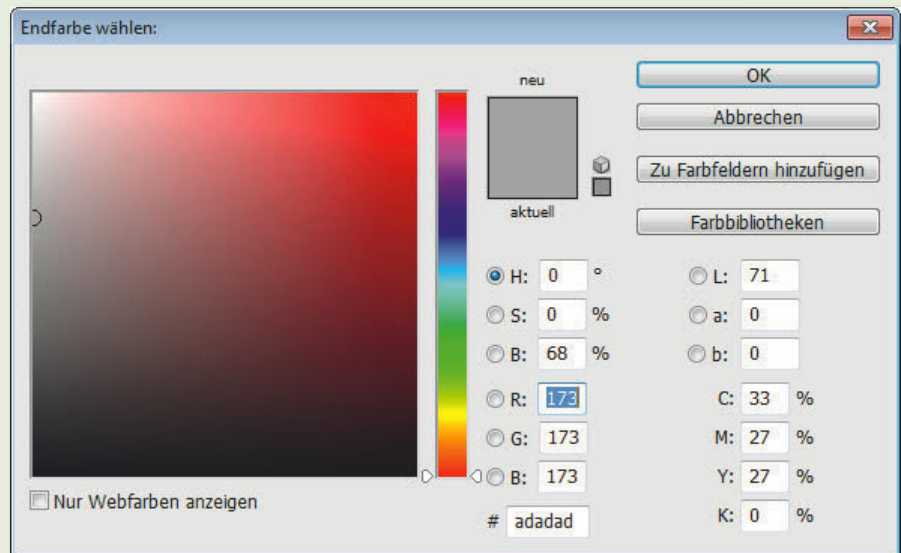 Endfarbe wählen:
neu
aktuell
OK
Abbrechen
Zu Farbfeldern hinzufügen
Farbbibliotheken
H: 0 °
S: 0 %
B: 68 %
R: 173
G: 173
B: 173
# adadad
L: 71
a: 0
b: 0
C: 33 %
M: 27 %
Y: 27 %
K: 0 %
Nur Webfarben anzeigen